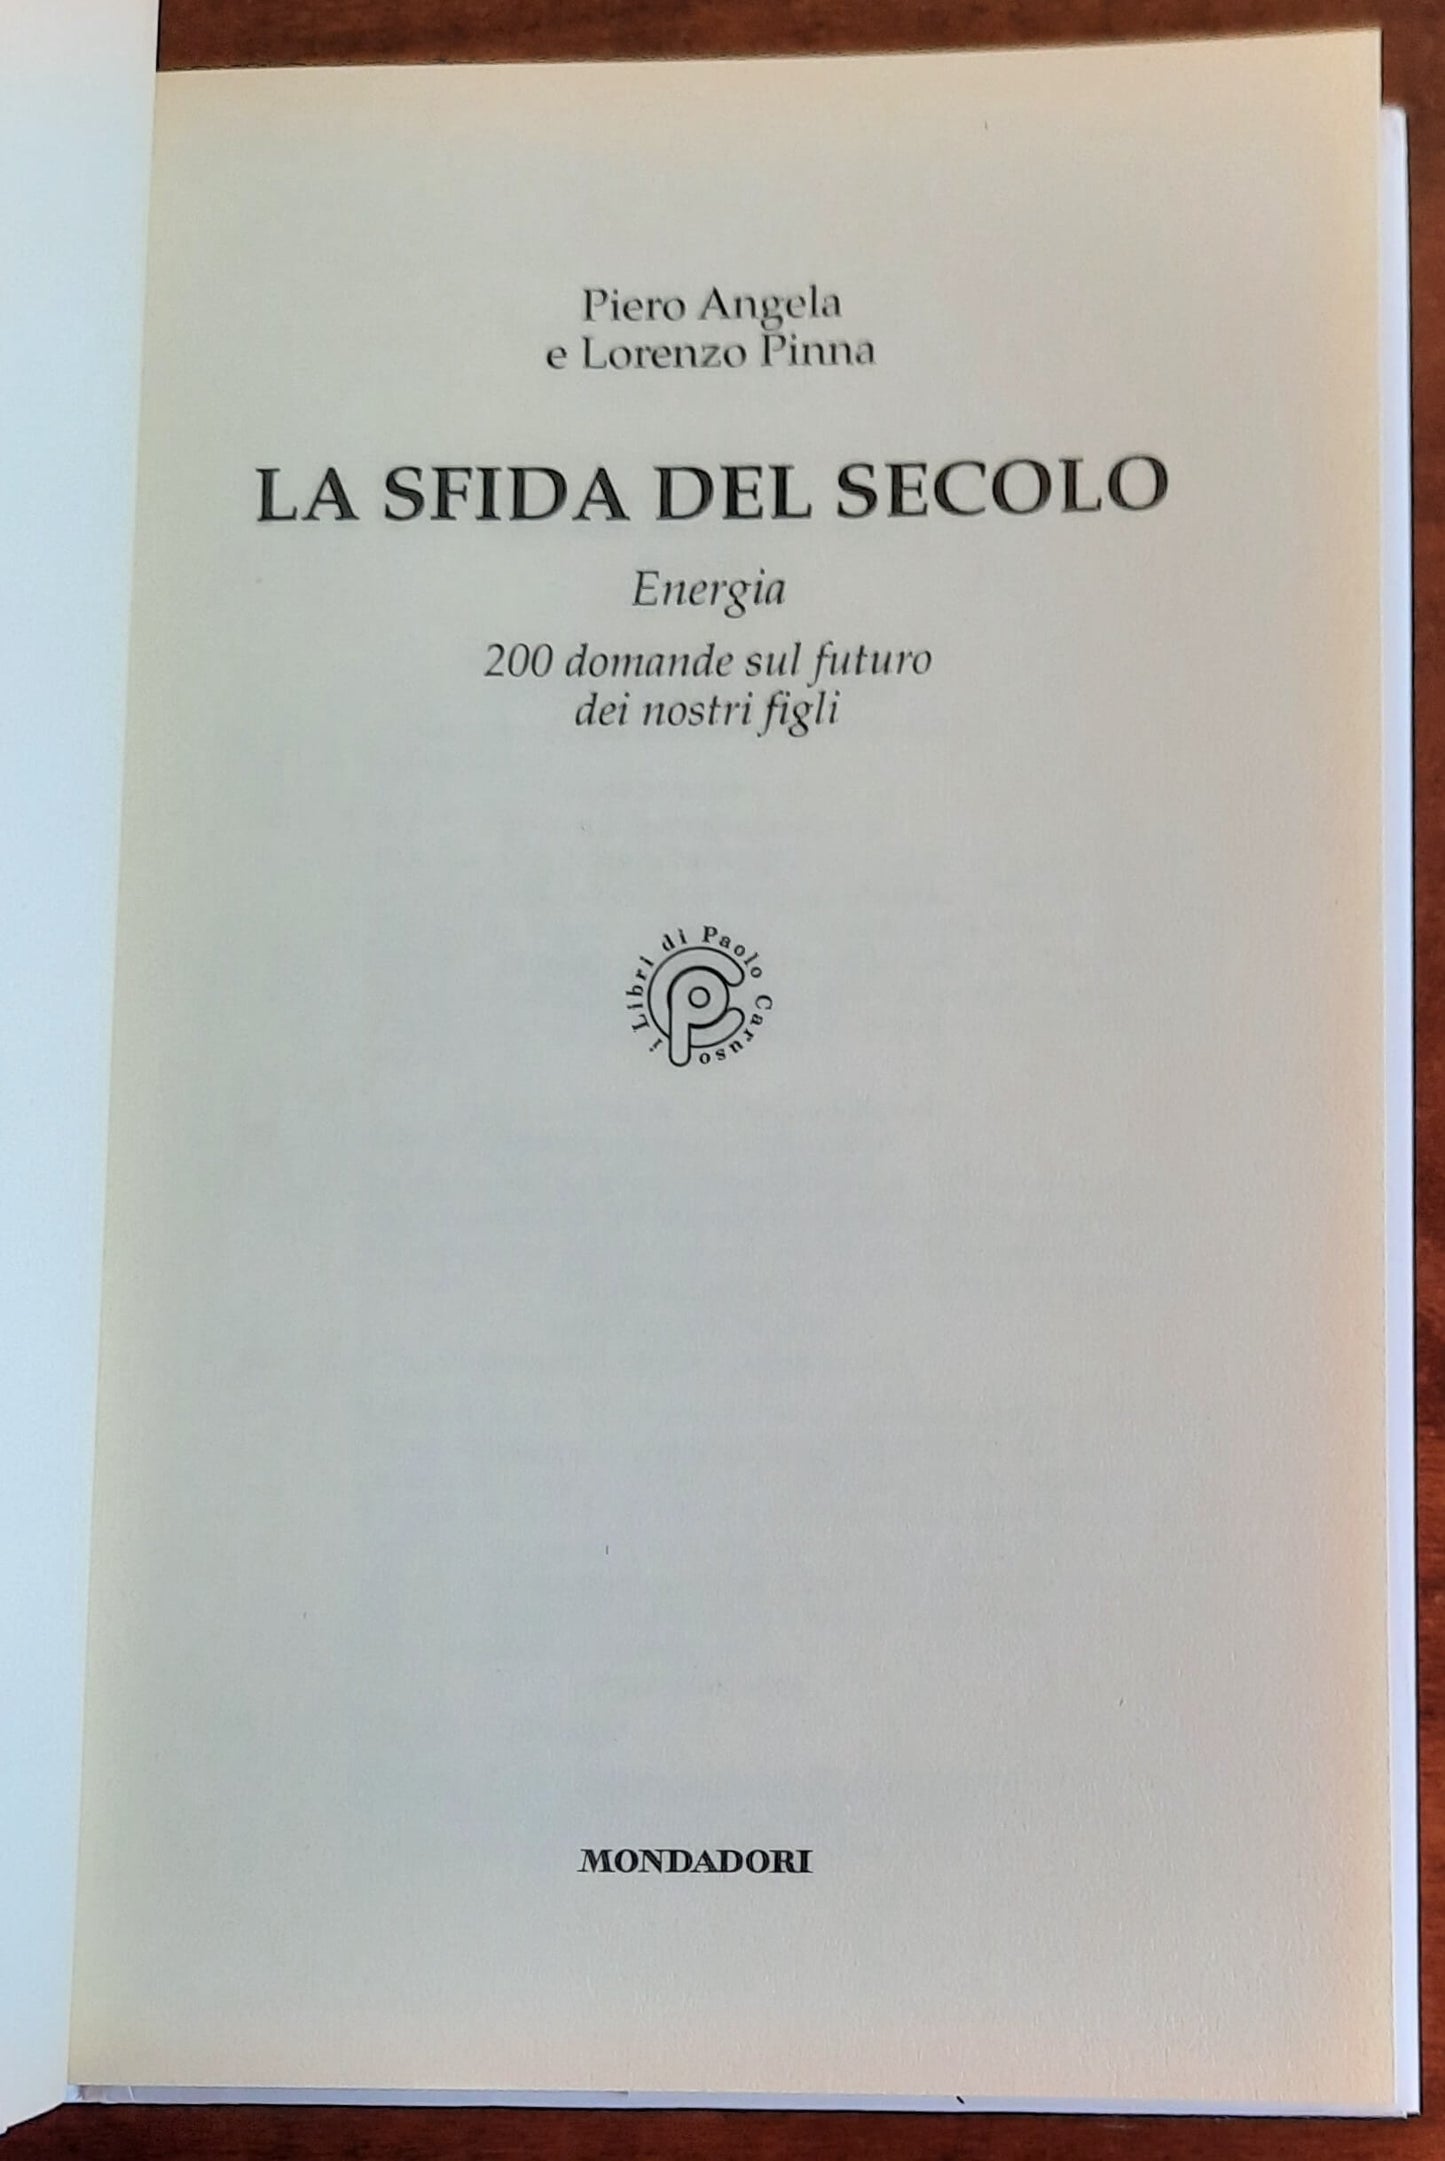 Piero Angela
e Lorenzo Pinna
LA SFIDA DEL SECOLO
Energia
200 domande sul futuro
dei nostri figli
i Libri di Paolo Caruso
MONDADORI